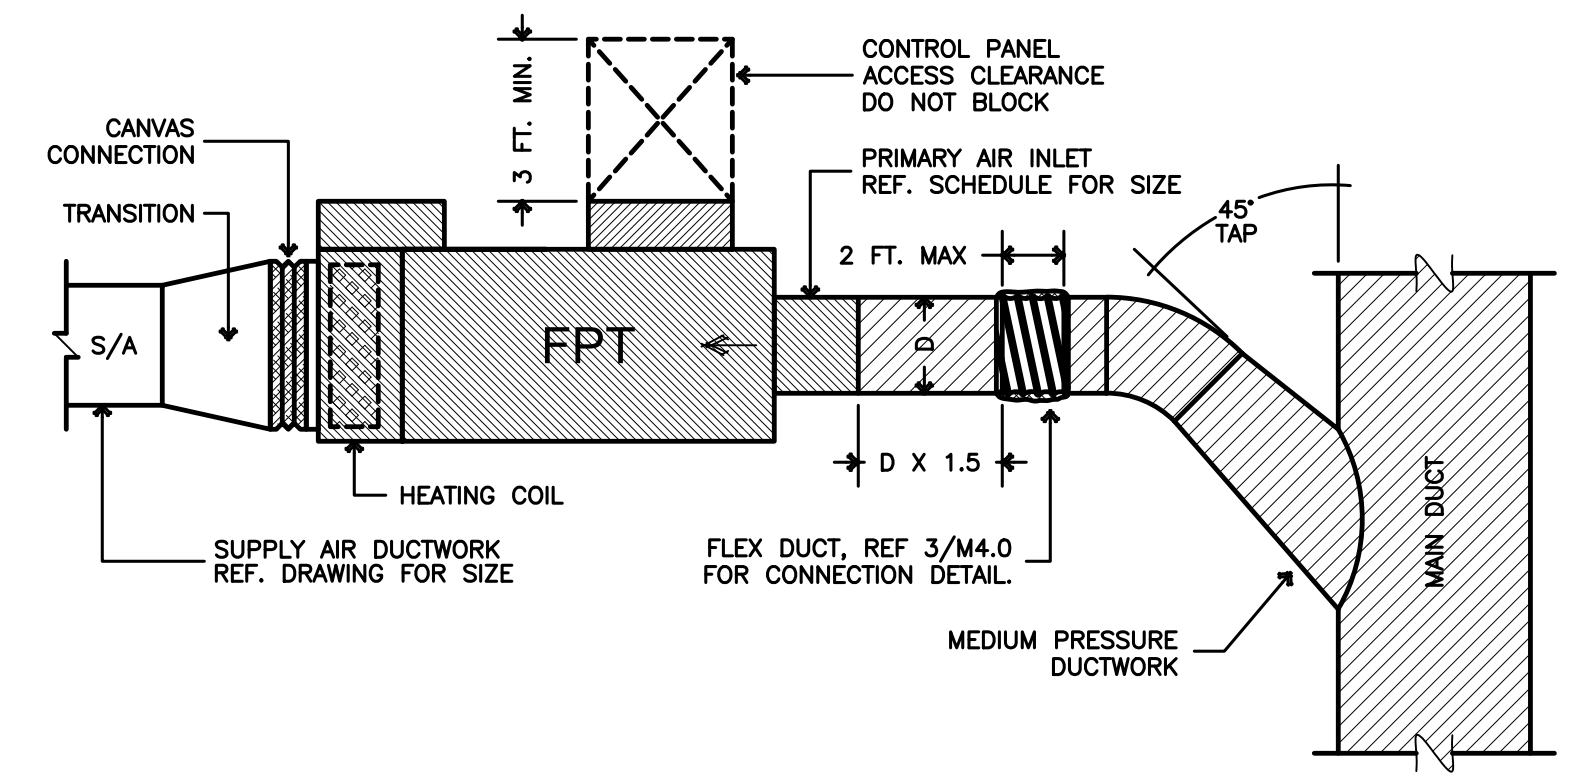 CONTROL PANEL
ACCESS CLEARANCE
DO NOT BLOCK
3 FT. MIN.
CANVAS
CONNECTION
PRIMARY AIR INLET
REF. SCHEDULE FOR SIZE
TRANSITION
45°
TAP
2 FT. MAX
S/A
FPT
D
D X 1.5
MAIN DUCT
HEATING COIL
SUPPLY AIR DUCTWORK
REF. DRAWING FOR SIZE
FLEX DUCT, REF 3/M4.0
FOR CONNECTION DETAIL.
MEDIUM PRESSURE
DUCTWORK